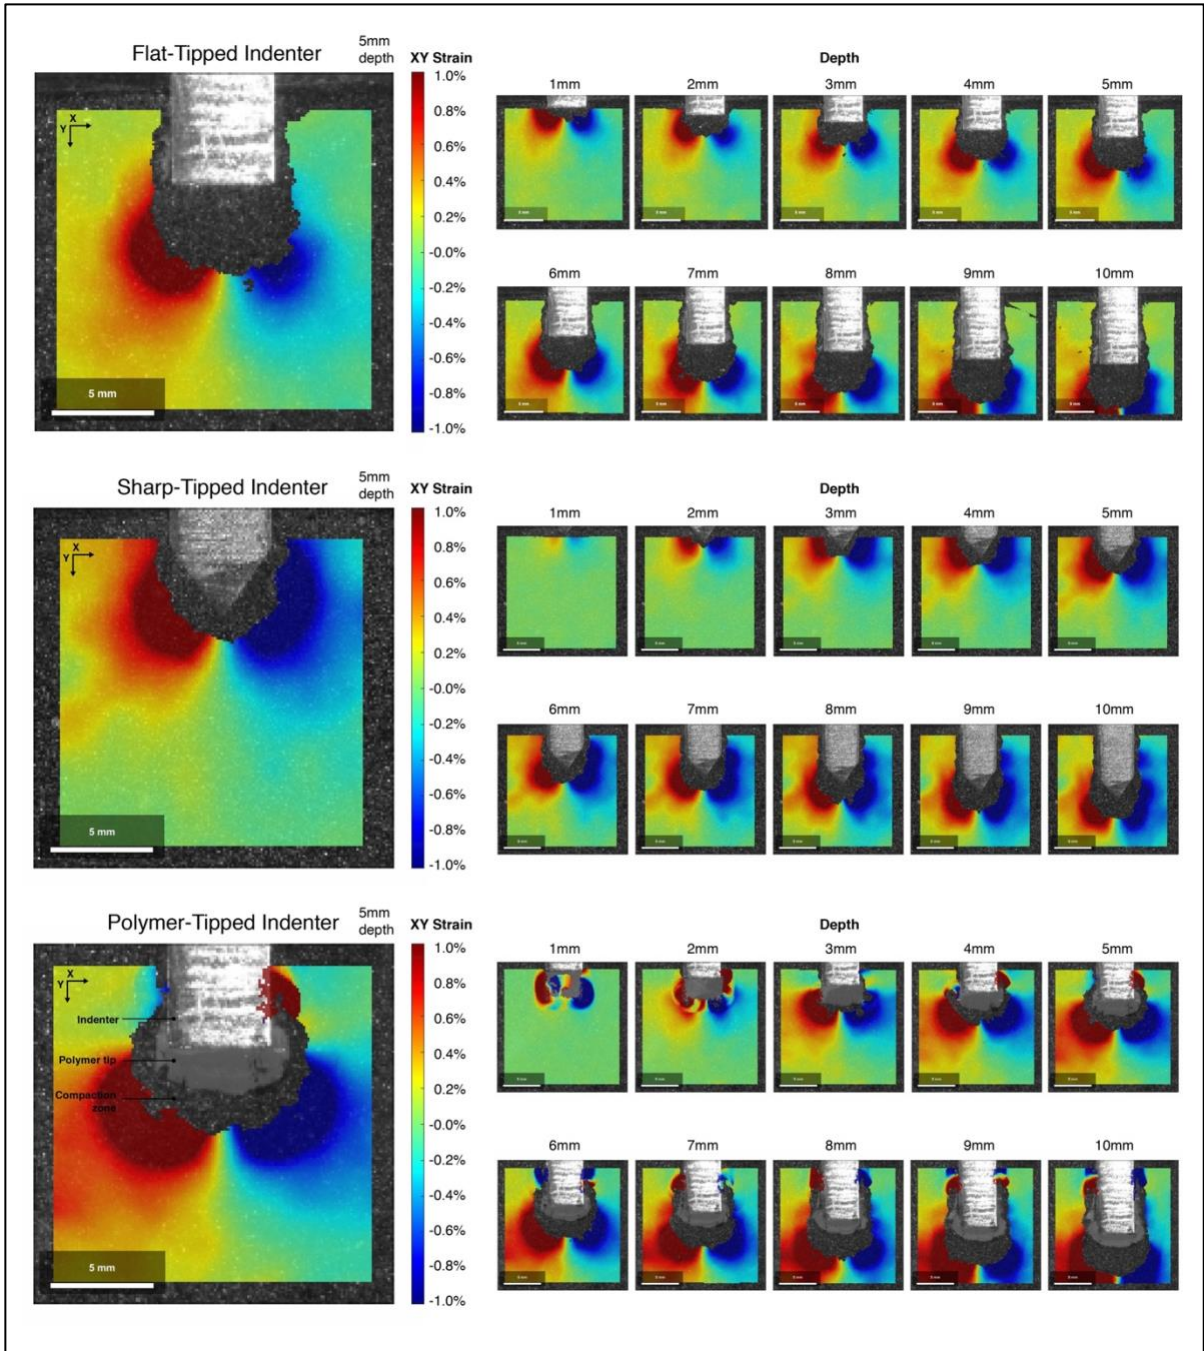 Flat-Tipped Indenter
5mm
depth
XY Strain
1.0%
0.8%
0.6%
0.4%
0.2%
-0.0%
-0.2%
-0.4%
-0.6%
-0.8%
-1.0%
X
Y
5 mm
Depth
1mm 2mm 3mm 4mm 5mm
6mm 7mm 8mm 9mm 10mm
Sharp-Tipped Indenter
5mm
depth
XY Strain
1.0%
0.8%
0.6%
0.4%
0.2%
-0.0%
-0.2%
-0.4%
-0.6%
-0.8%
-1.0%
X
Y
5 mm
Depth
1mm 2mm 3mm 4mm 5mm
6mm 7mm 8mm 9mm 10mm
Polymer-Tipped Indenter
5mm
depth
XY Strain
1.0%
0.8%
0.6%
0.4%
0.2%
-0.0%
-0.2%
-0.4%
-0.6%
-0.8%
-1.0%
X
Y
Indenter
Polymer tip
Compaction
zone
5 mm
Depth
1mm 2mm 3mm 4mm 5mm
6mm 7mm 8mm 9mm 10mm